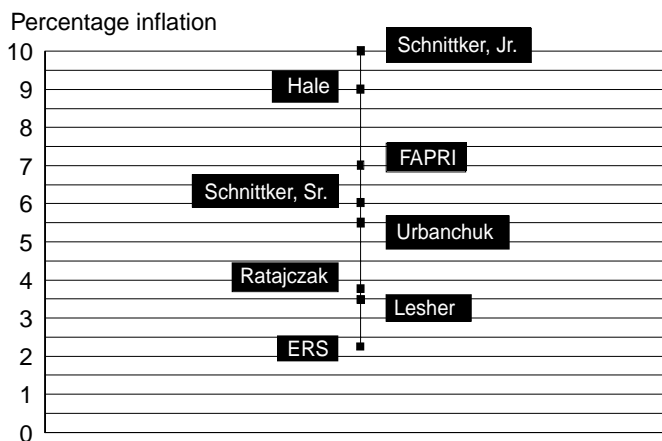 Percentage inflation
10
Schnittker, Jr.
9
Hale
8
7
FAPRI
6
Schnittker, Sr.
Urbanchuk
5
4
Ratajczak
Lesher
3
ERS
2
1
0